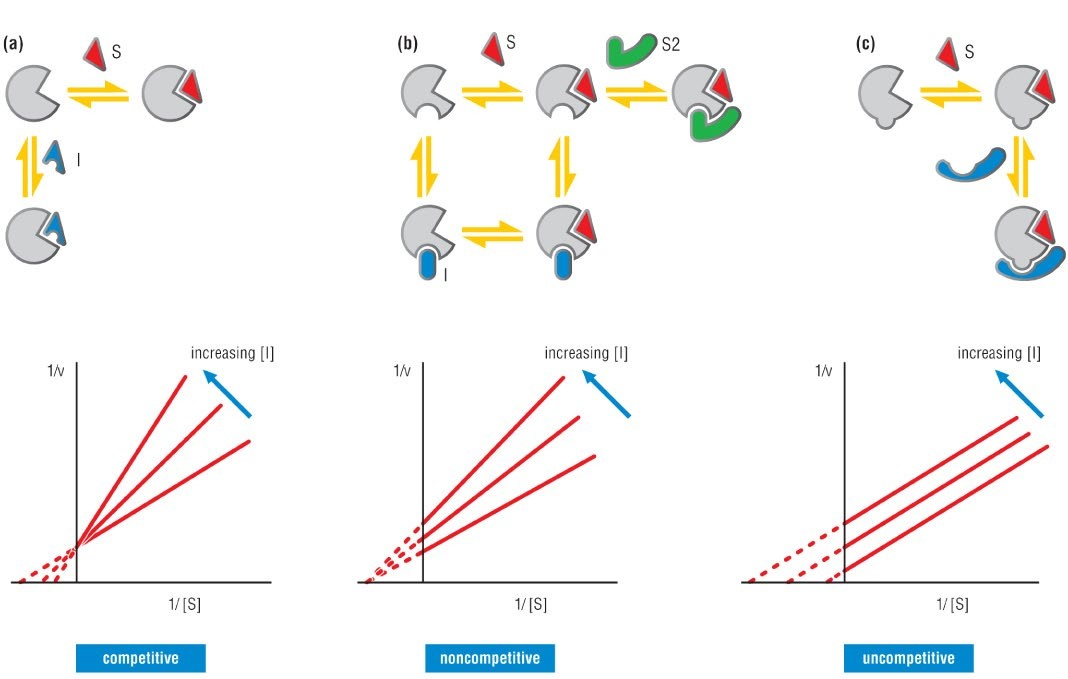 (a)
S
I
(b)
S
S2
I
(c)
S
increasing [I]
1/v
1/[S]
competitive
increasing [I]
1/v
1/[S]
noncompetitive
increasing [I]
1/v
1/[S]
uncompetitive